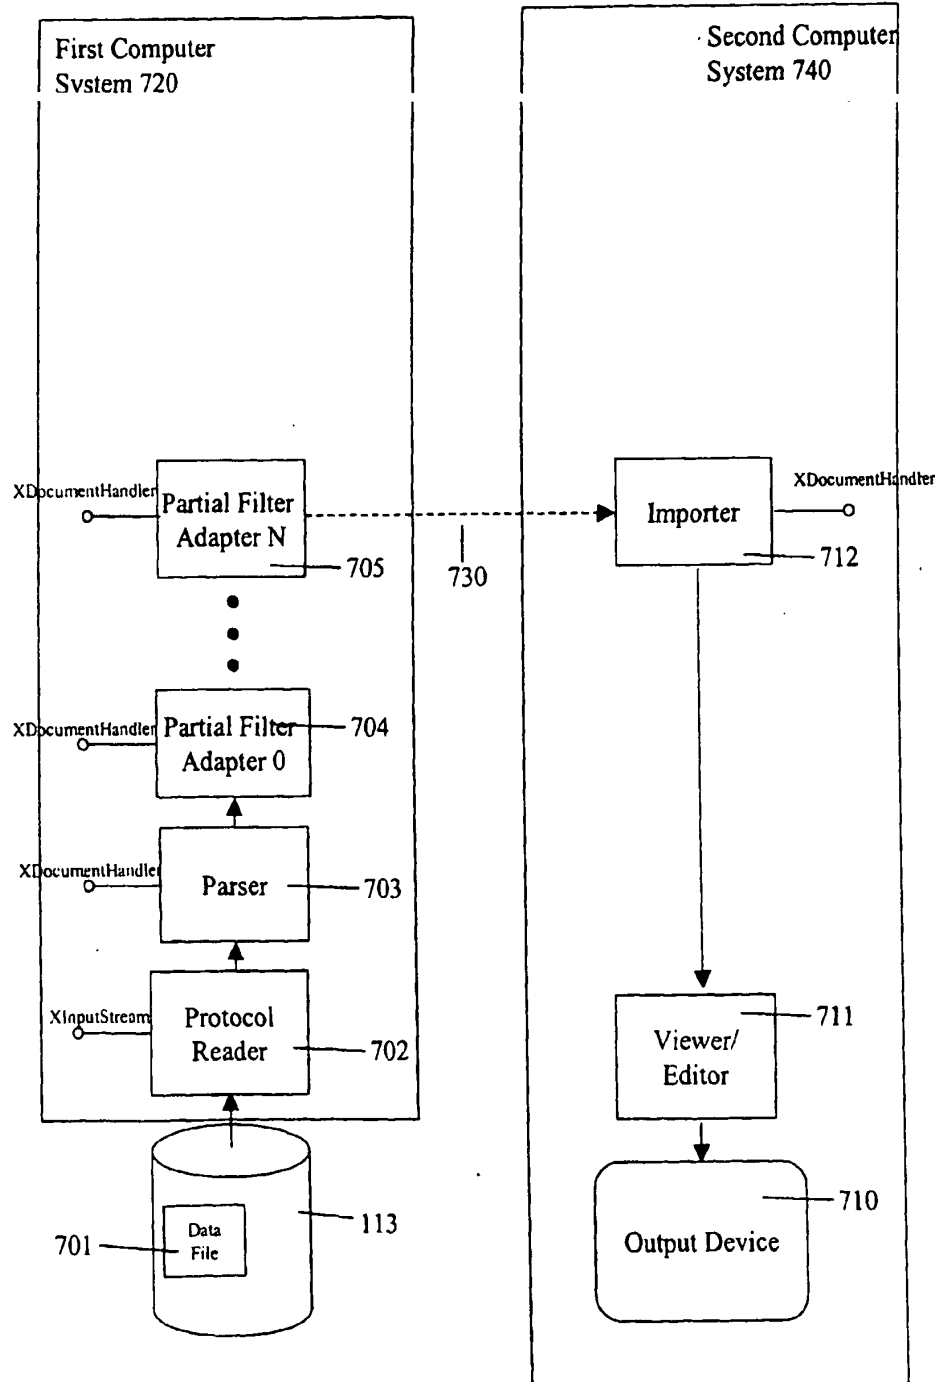 First Computer
System 720
Second Computer
System 740
XDocumentHandler
Partial Filter
Adapter N
705
730
Importer
XDocumentHandler
712
XDocumentHandler
Partial Filter
Adapter 0
704
XDocumentHandler
Parser
703
XInputStream
Protocol
Reader
702
Viewer/
Editor
711
Data
File
701
113
Output Device
710